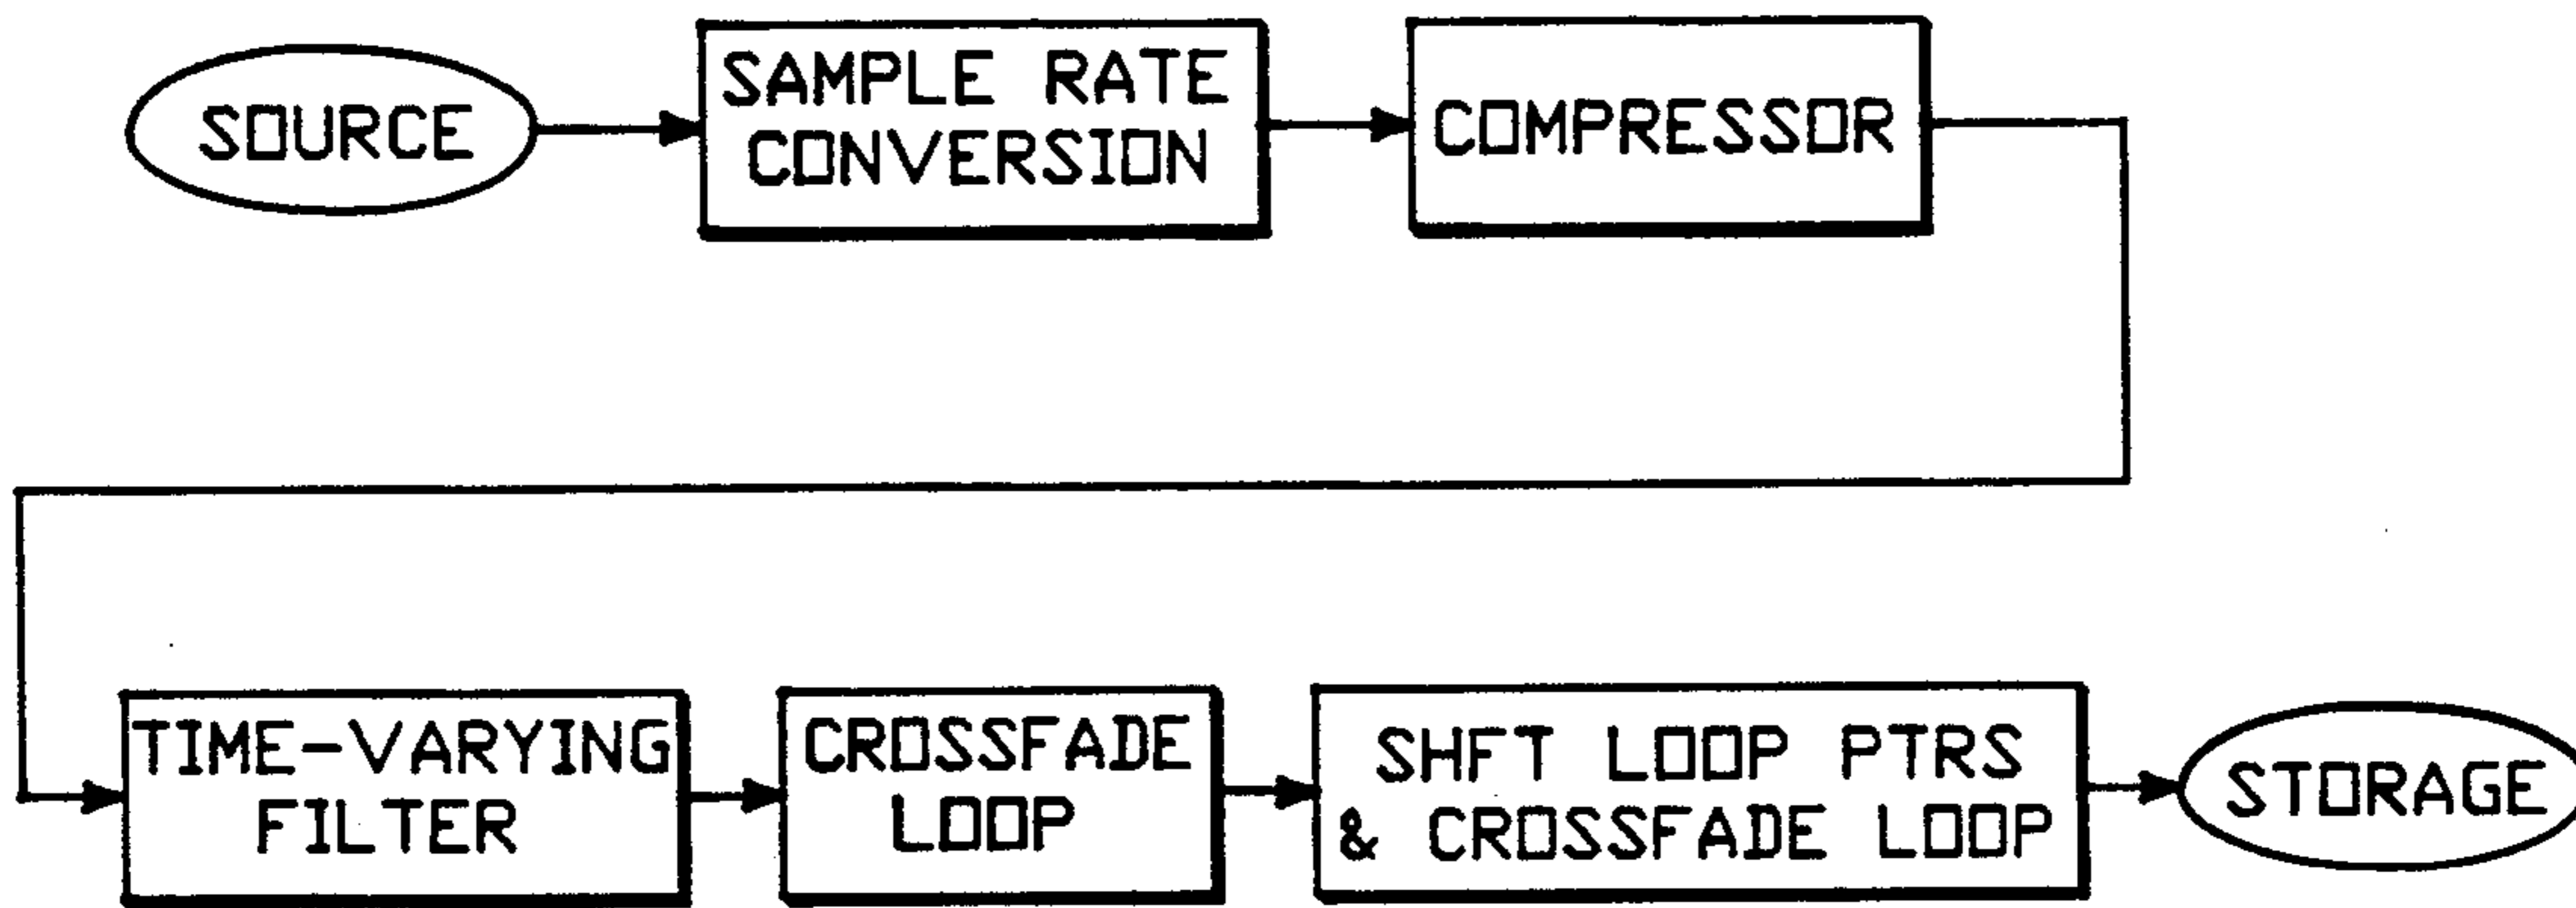 SOURCE
SAMPLE RATE
CONVERSION
COMPRESSOR
TIME-VARYING
FILTER
CROSSFADE
LOOP
SHFT LOOP PTRS
& CROSSFADE LOOP
STORAGE